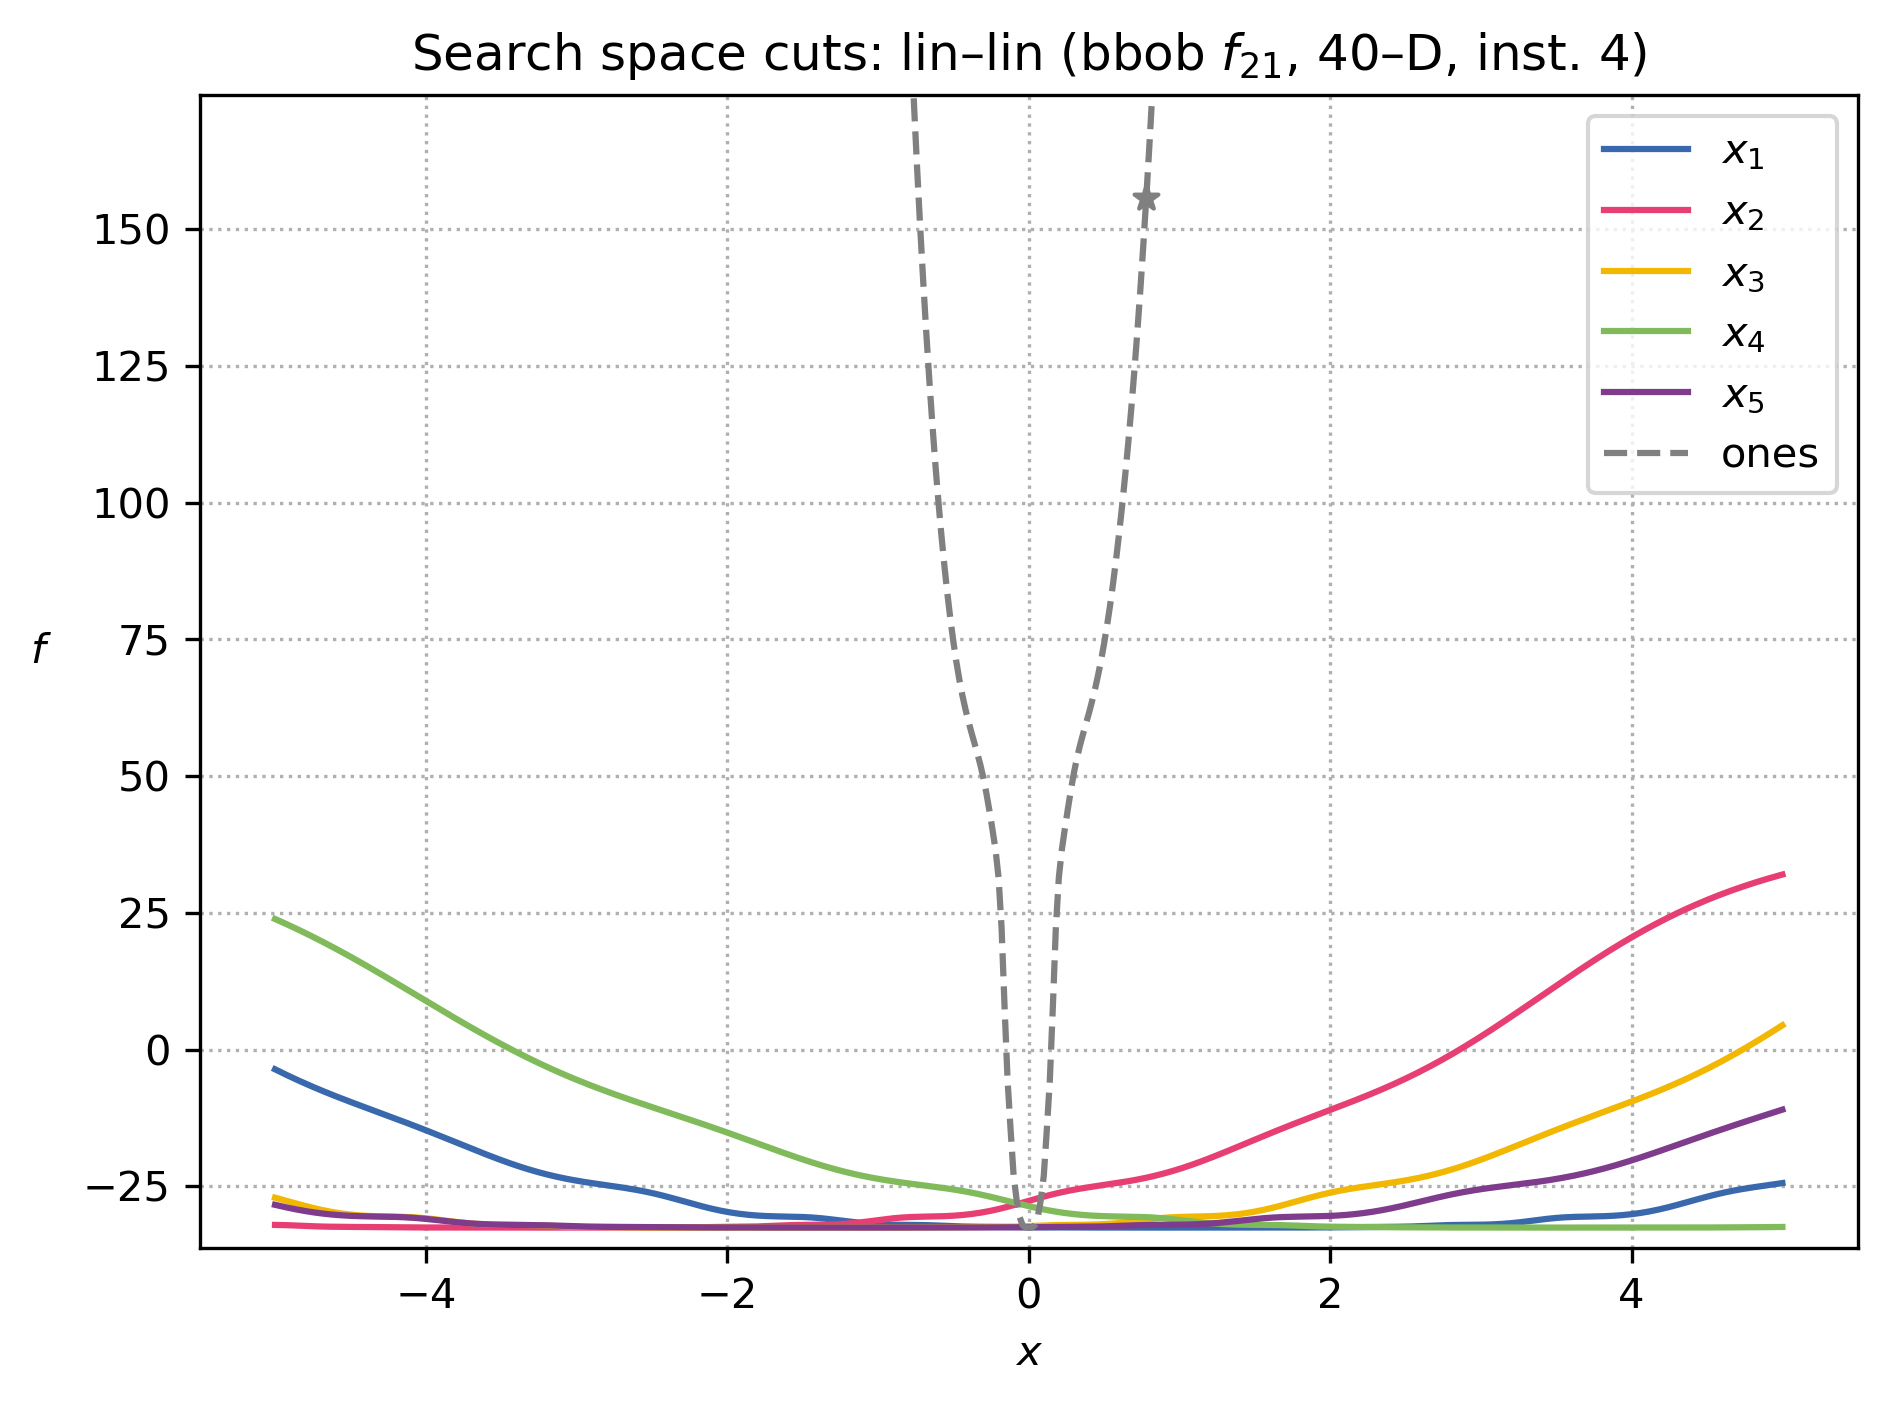 Search space cuts: lin–lin (bbob f21, 40–D, inst. 4)
x1
x2
x3
x4
x5
ones
150
125
100
75
50
25
0
−25
f
−4 −2 0 2 4
x